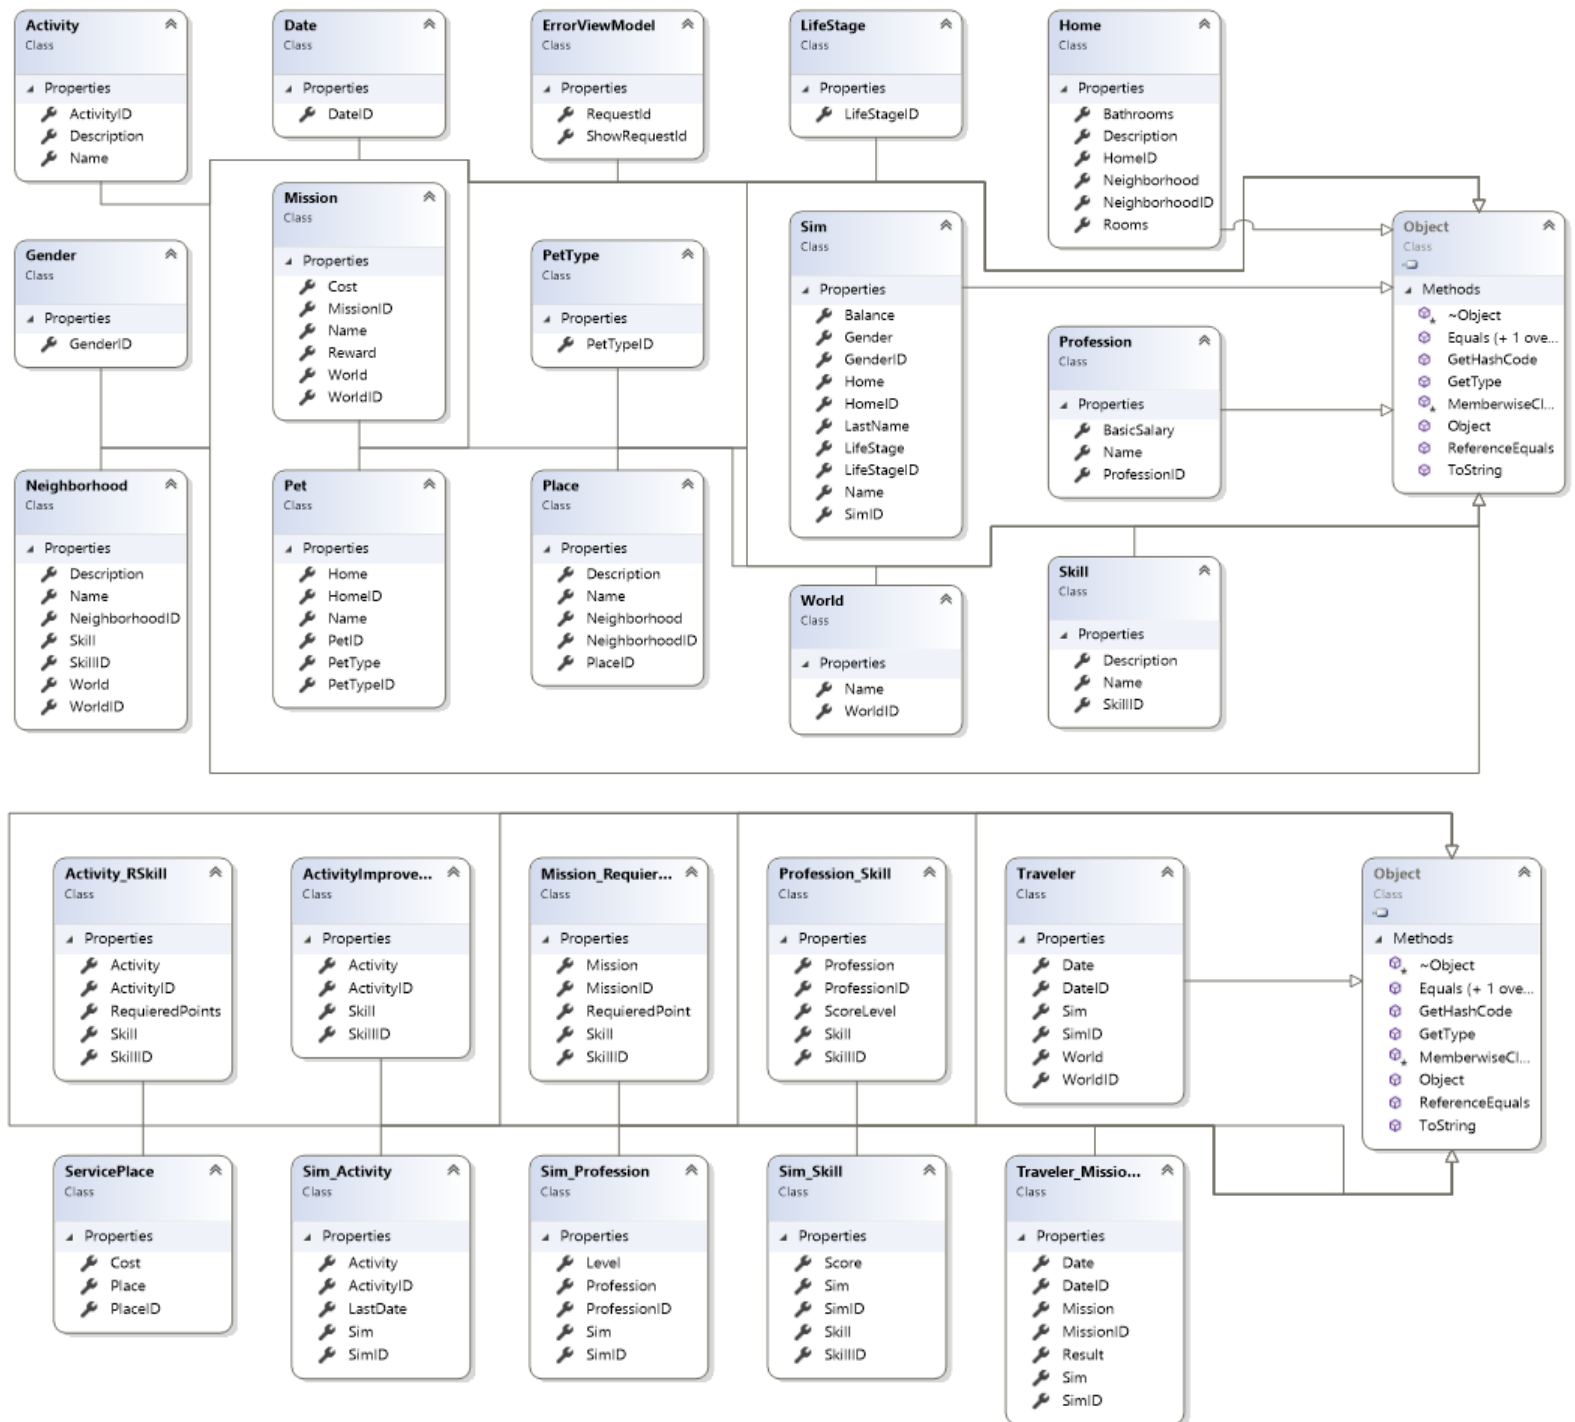 Activity
Class
Properties
ActivityID
Description
Name
Date
Class
Properties
DateID
ErrorViewModel
Class
Properties
RequestId
ShowRequestId
LifeStage
Class
Properties
LifeStageID
Home
Class
Properties
Bathrooms
Description
HomeID
Neighborhood
NeighborhoodID
Rooms
Gender
Class
Properties
GenderID
Mission
Class
Properties
Cost
MissionID
Name
Reward
World
WorldID
PetType
Class
Properties
PetTypeID
Sim
Class
Properties
Balance
Gender
GenderID
Home
HomeID
LastName
LifeStage
LifeStageID
Name
SimID
Profession
Class
Properties
BasicSalary
Name
ProfessionID
Object
Class
Methods
~Object
Equals (+ 1 ove...
GetHashCode
GetType
MemberwiseCl...
Object
ReferenceEquals
ToString
Neighborhood
Class
Properties
Description
Name
NeighborhoodID
Skill
SkillID
World
WorldID
Pet
Class
Properties
Home
HomeID
Name
PetID
PetType
PetTypeID
Place
Class
Properties
Description
Name
Neighborhood
NeighborhoodID
PlaceID
World
Class
Properties
Name
WorldID
Skill
Class
Properties
Description
Name
SkillID
Activity_RSkill
Class
Properties
Activity
ActivityID
RequieredPoints
Skill
SkillID
ActivityImprove...
Class
Properties
Activity
ActivityID
Skill
SkillID
Mission_Requier...
Class
Properties
Mission
MissionID
RequieredPoint
Skill
SkillID
Profession_Skill
Class
Properties
Profession
ProfessionID
ScoreLevel
Skill
SkillID
Traveler
Class
Properties
Date
DateID
Sim
SimID
World
WorldID
Object
Class
Methods
~Object
Equals (+ 1 ove...
GetHashCode
GetType
MemberwiseCl...
Object
ReferenceEquals
ToString
ServicePlace
Class
Properties
Cost
Place
PlaceID
Sim_Activity
Class
Properties
Activity
ActivityID
LastDate
Sim
SimID
Sim_Profession
Class
Properties
Level
Profession
ProfessionID
Sim
SimID
Sim_Skill
Class
Properties
Score
Sim
SimID
Skill
SkillID
Traveler_Missio...
Class
Properties
Date
DateID
Mission
MissionID
Result
Sim
SimID